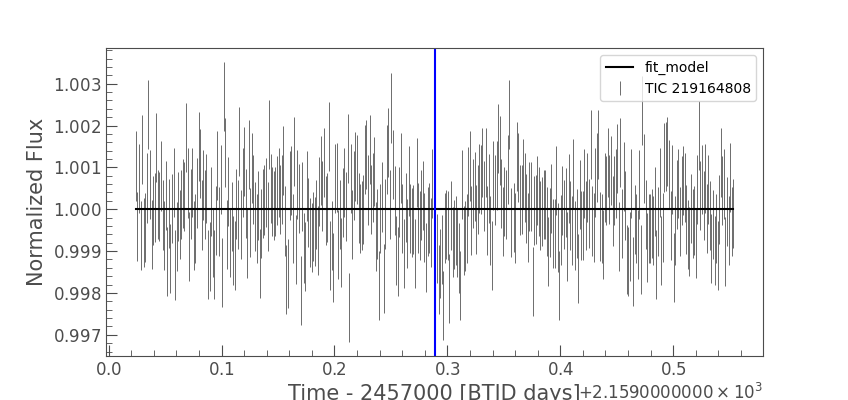 fit_model
TIC 219164808
Normalized Flux
1.003
1.002
1.001
1.000
0.999
0.998
0.997
0.0 0.1 0.2 0.3 0.4 0.5
Time - 2457000 [BTJD days] +2.1590000000 × 10³